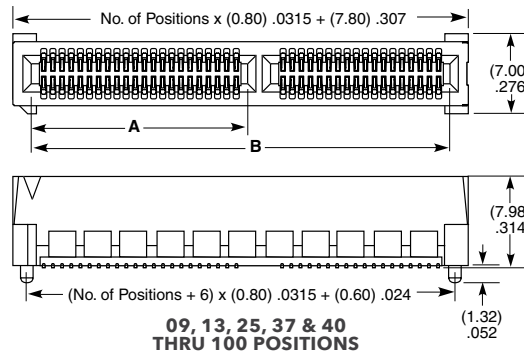 No. of Positions x (0.80) .0315 + (7.80) .307
(7.00)
.276
A
B
(7.98)
.314
(No. of Positions + 6) x (0.80) .0315 + (0.60) .024
(1.32)
.052
09, 13, 25, 37 & 40
THRU 100 POSITIONS